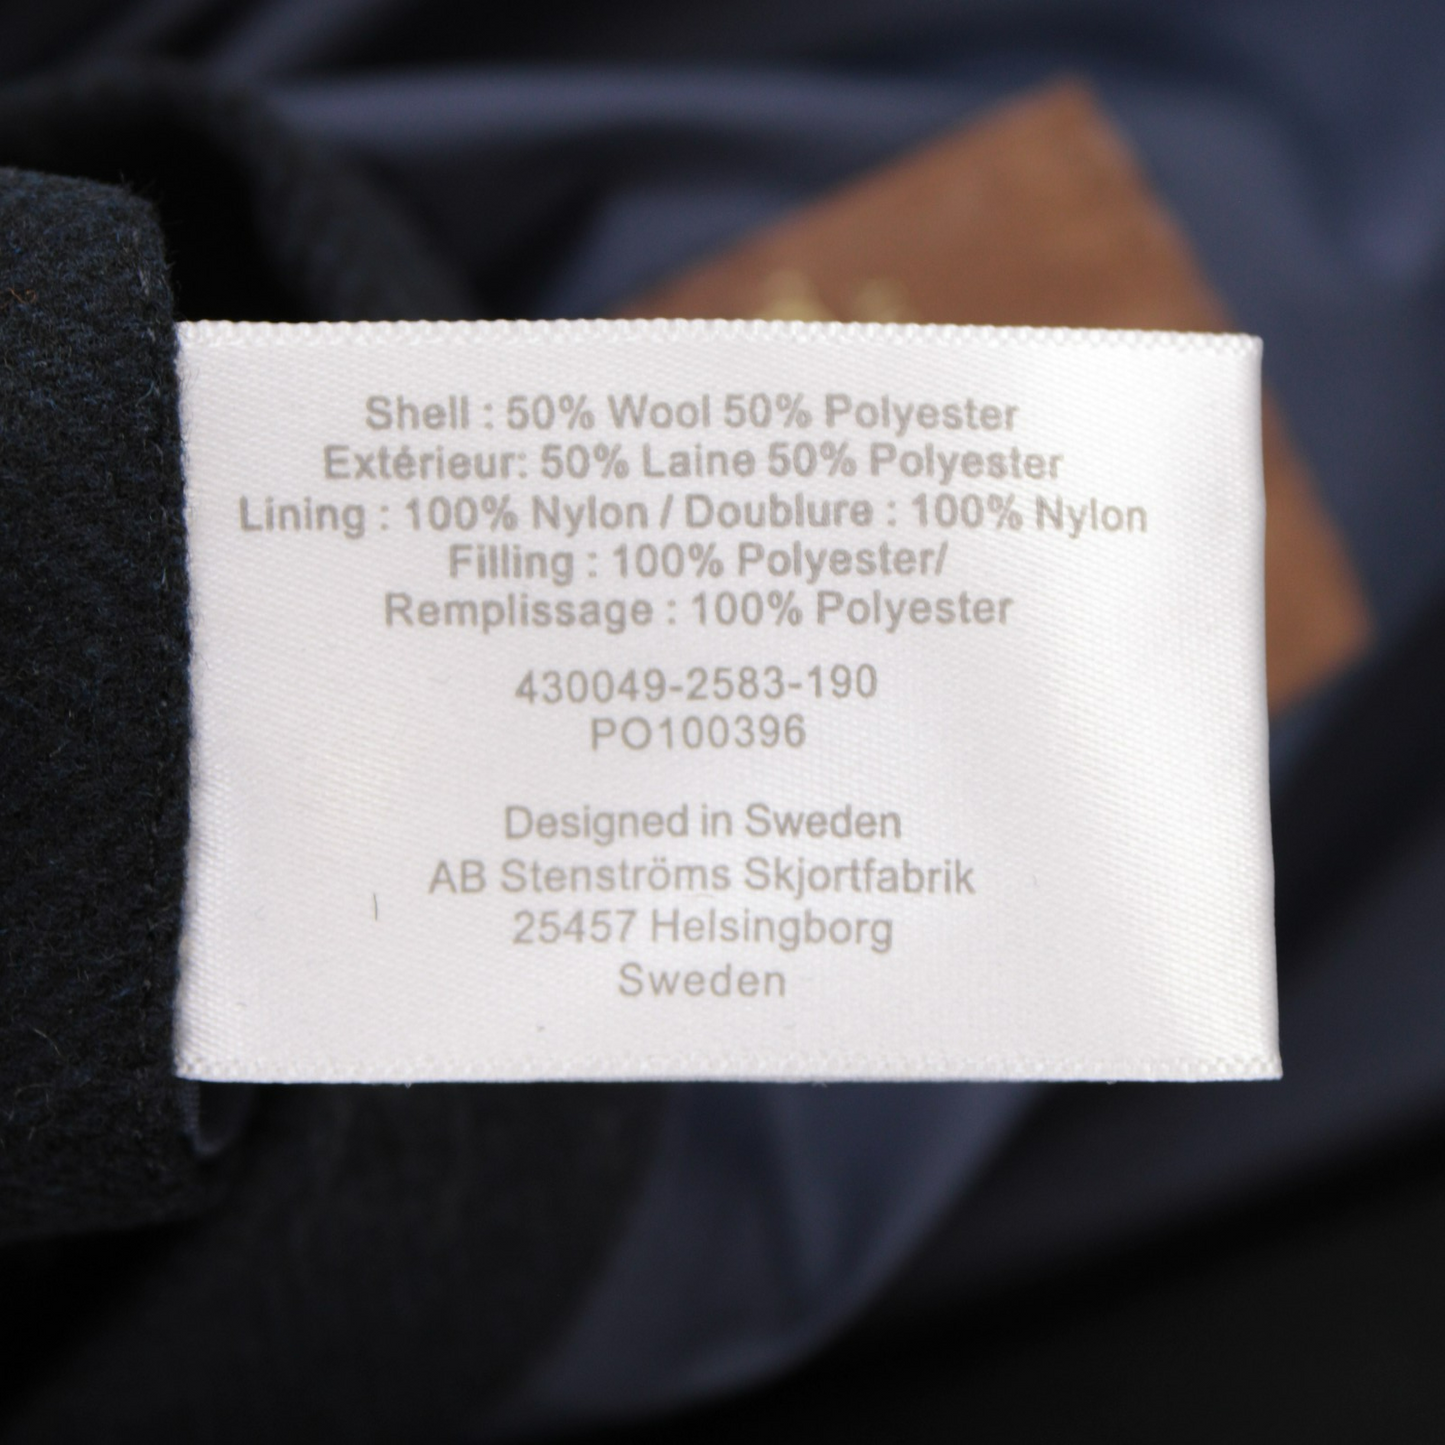 Shell : 50% Wool 50% Polyester
Extérieur: 50% Laine 50% Polyester
Lining : 100% Nylon / Doublure : 100% Nylon
Filling : 100% Polyester/
Remplissage : 100% Polyester
430049-2583-190
PO100396
Designed in Sweden
AB Stenströms Skjortfabrik
25457 Helsingborg
Sweden